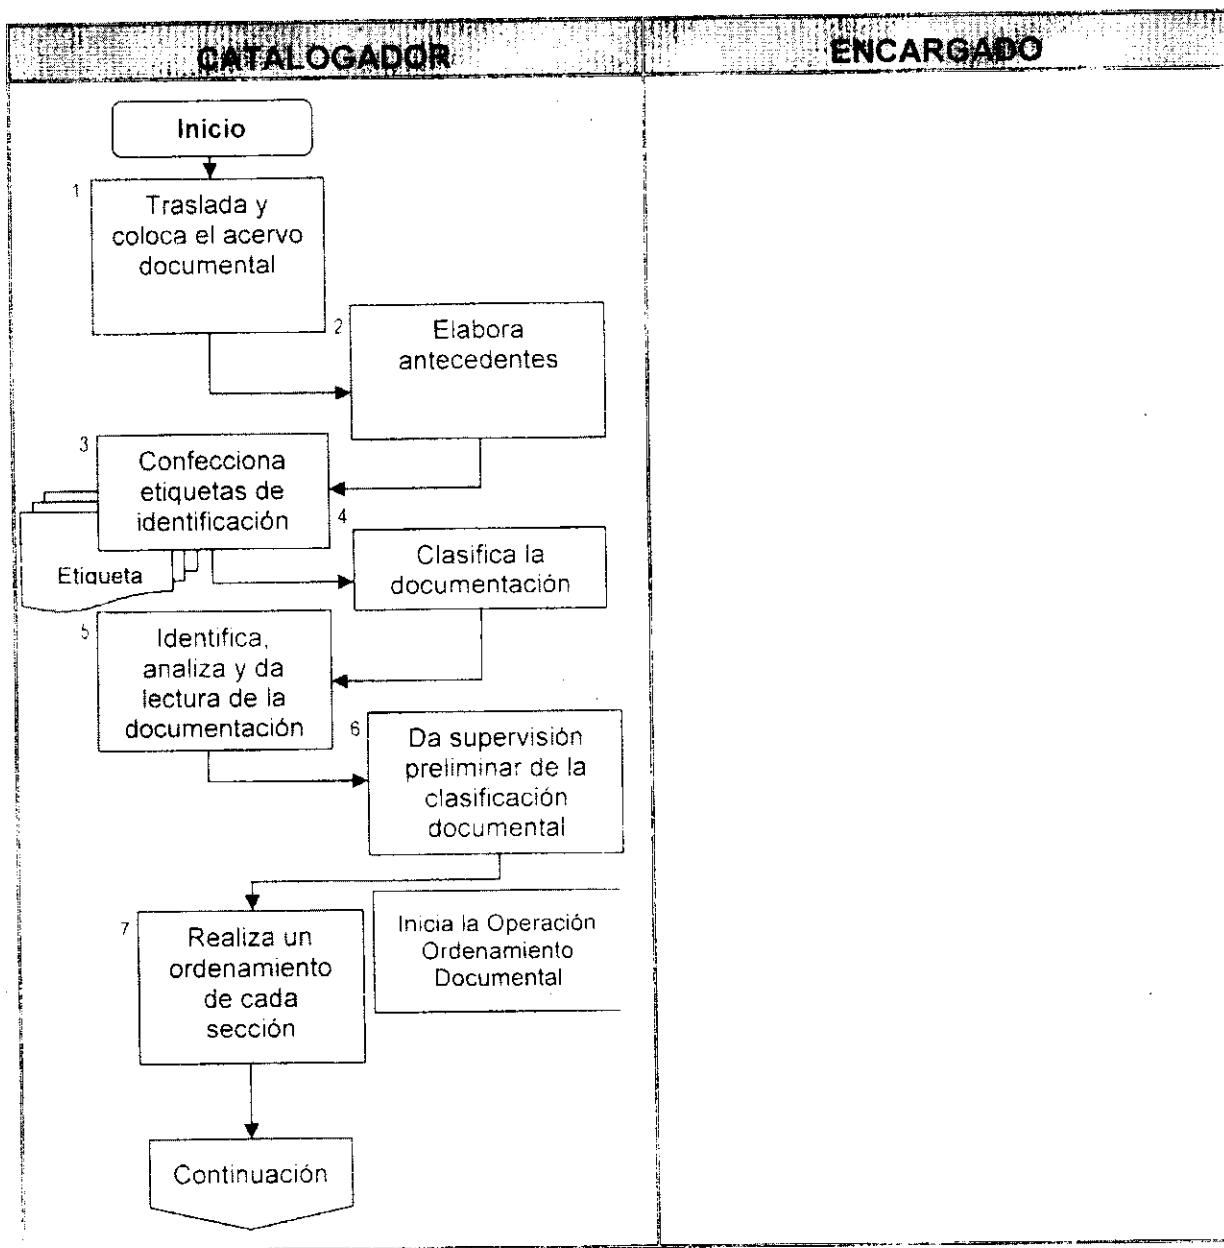 CATALOGADOR
ENCARGADO
Inicio
1
Traslada y
coloca el acervo
documental
2
Elabora
antecedentes
3
Confecciona
etiquetas de
identificación
Etiqueta
4
Clasifica la
documentación
5
Identifica,
analiza y da
lectura de la
documentación
6
Da supervisión
preliminar de la
clasificación
documental
7
Realiza un
ordenamiento
de cada
sección
Inicia la Operación
Ordenamiento
Documental
Continuación